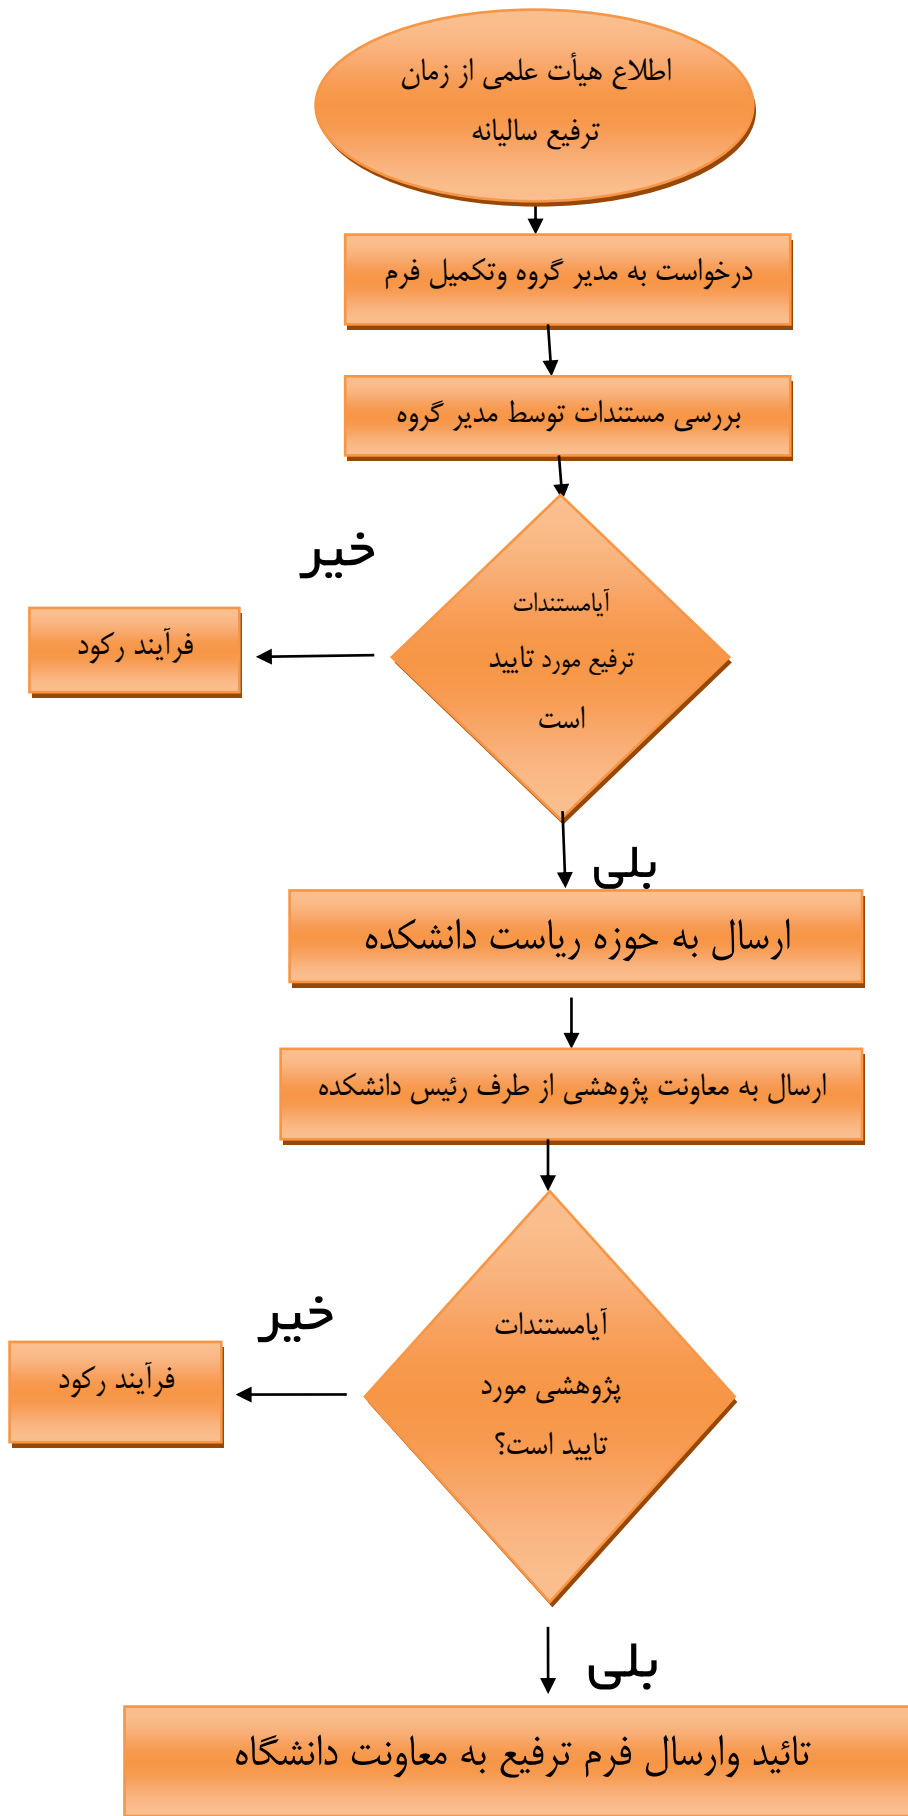 اطلاع هیأت علمی از زمان
ترفیع سالیانه
درخواست به مدیر گروه وتکمیل فرم
بررسی مستندات توسط مدیر گروه
آیامستندات
ترفیع مورد تایید
است
خیر
فرآیند رکود
بلی
ارسال به حوزه ریاست دانشکده
ارسال به معاونت پژوهشی از طرف رئیس دانشکده
آیامستندات
پژوهشی مورد
تایید است؟
خیر
فرآیند رکود
بلی
تائید وارسال فرم ترفیع به معاونت دانشگاه